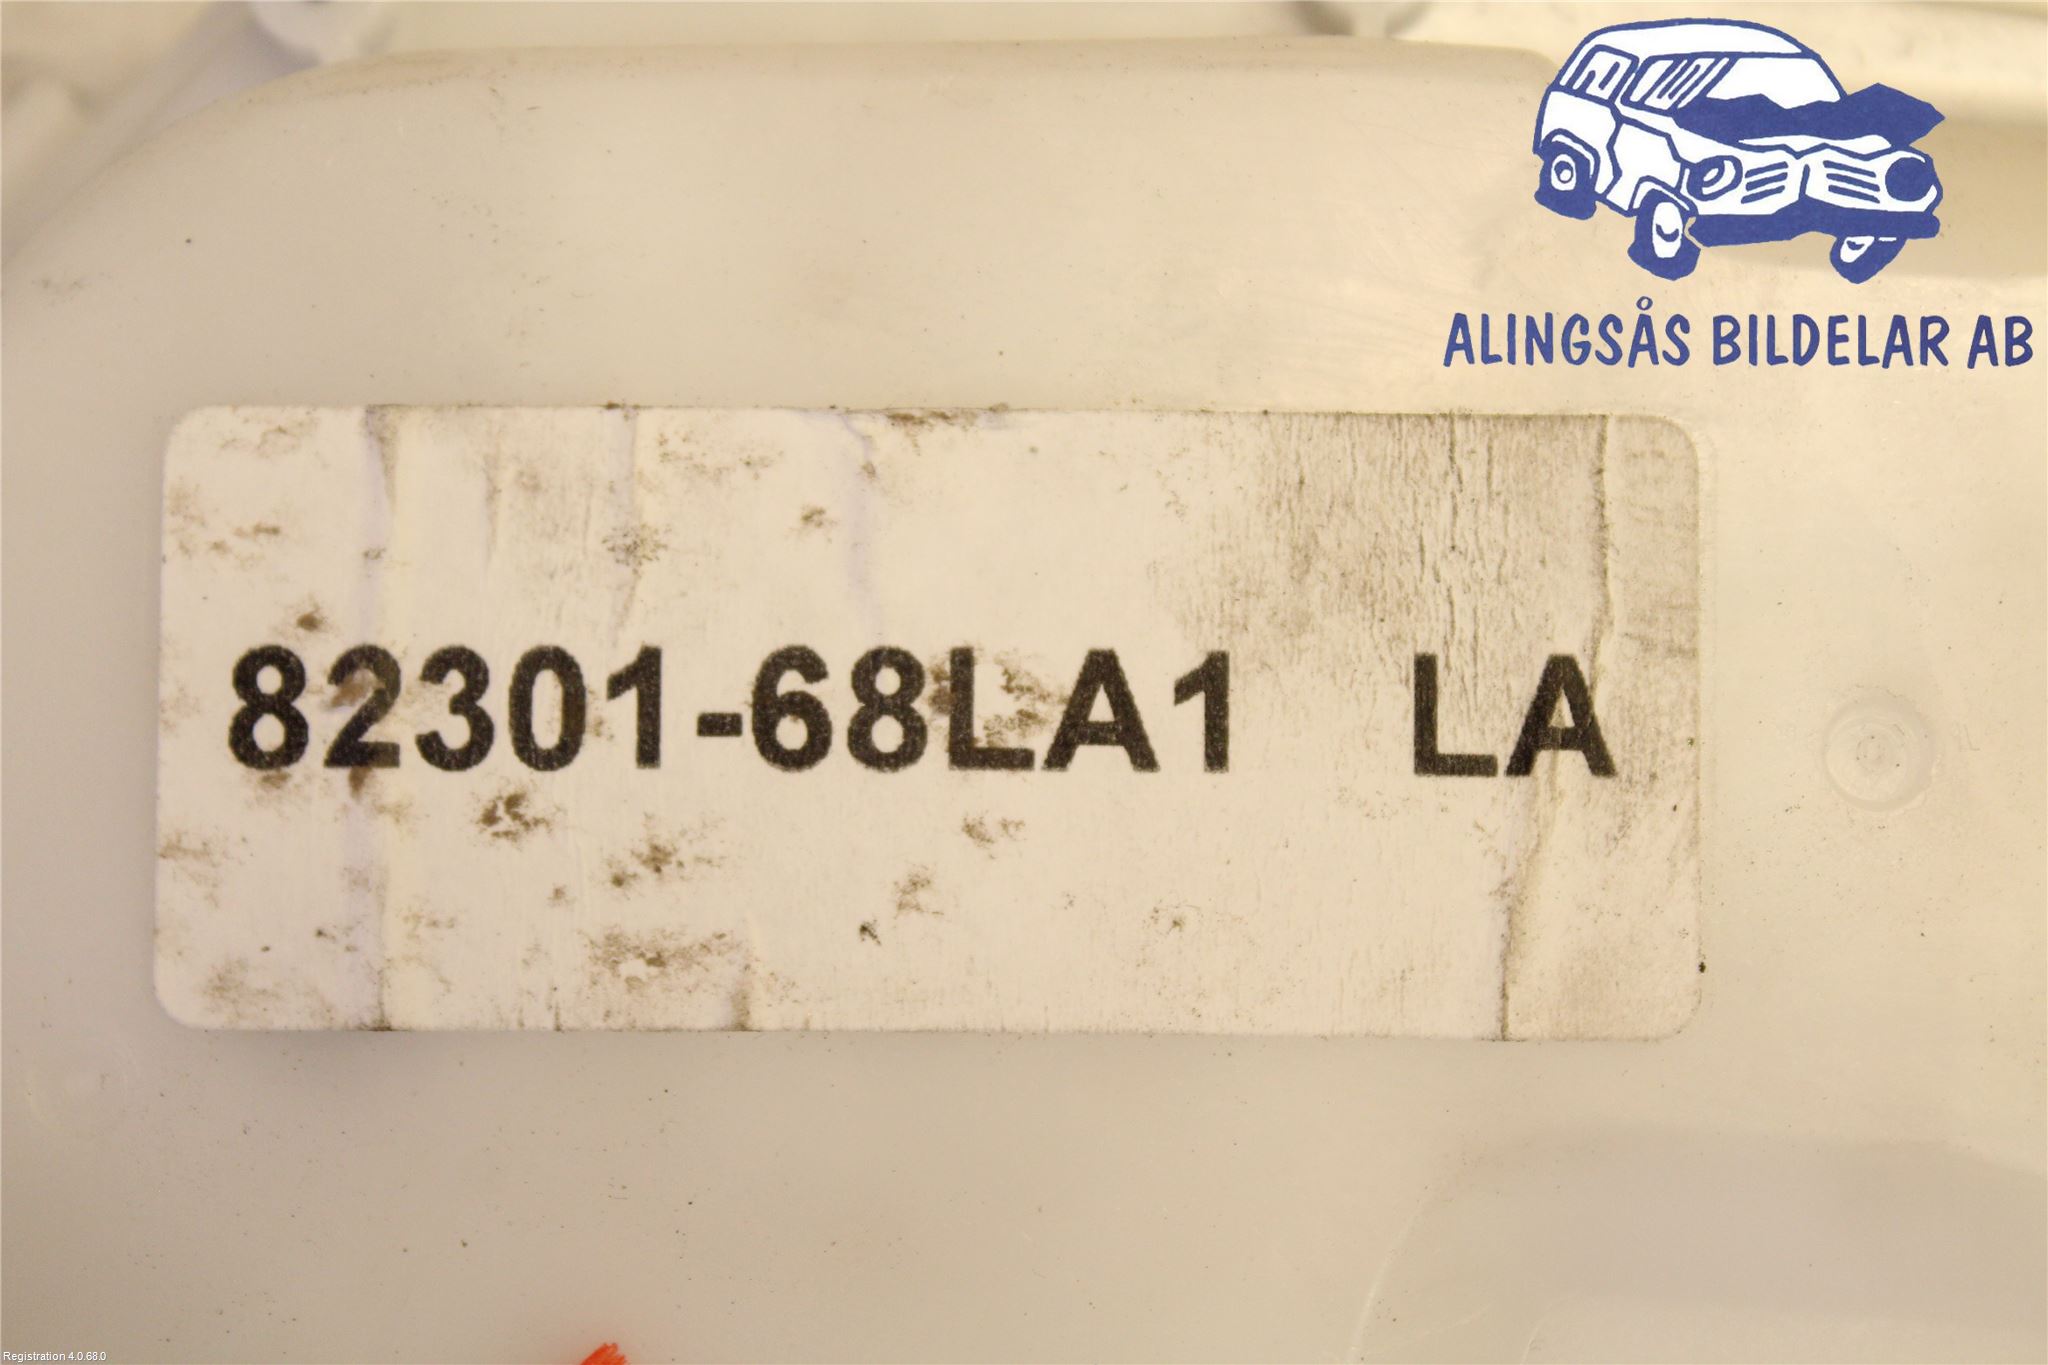 ALINGSÅS BILDELAR AB
82301-68LA1 LA
Registration 4.0.68.0